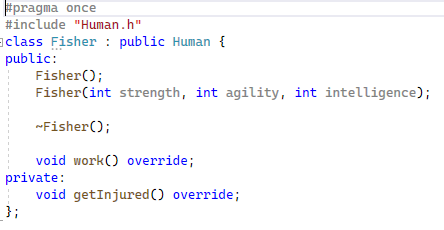 #pragma once
#include "Human.h"
class Fisher : public Human {
public:
    Fisher();
    Fisher(int strength, int agility, int intelligence);
    ~Fisher();
    void work() override;
private:
    void getInjured() override;
};